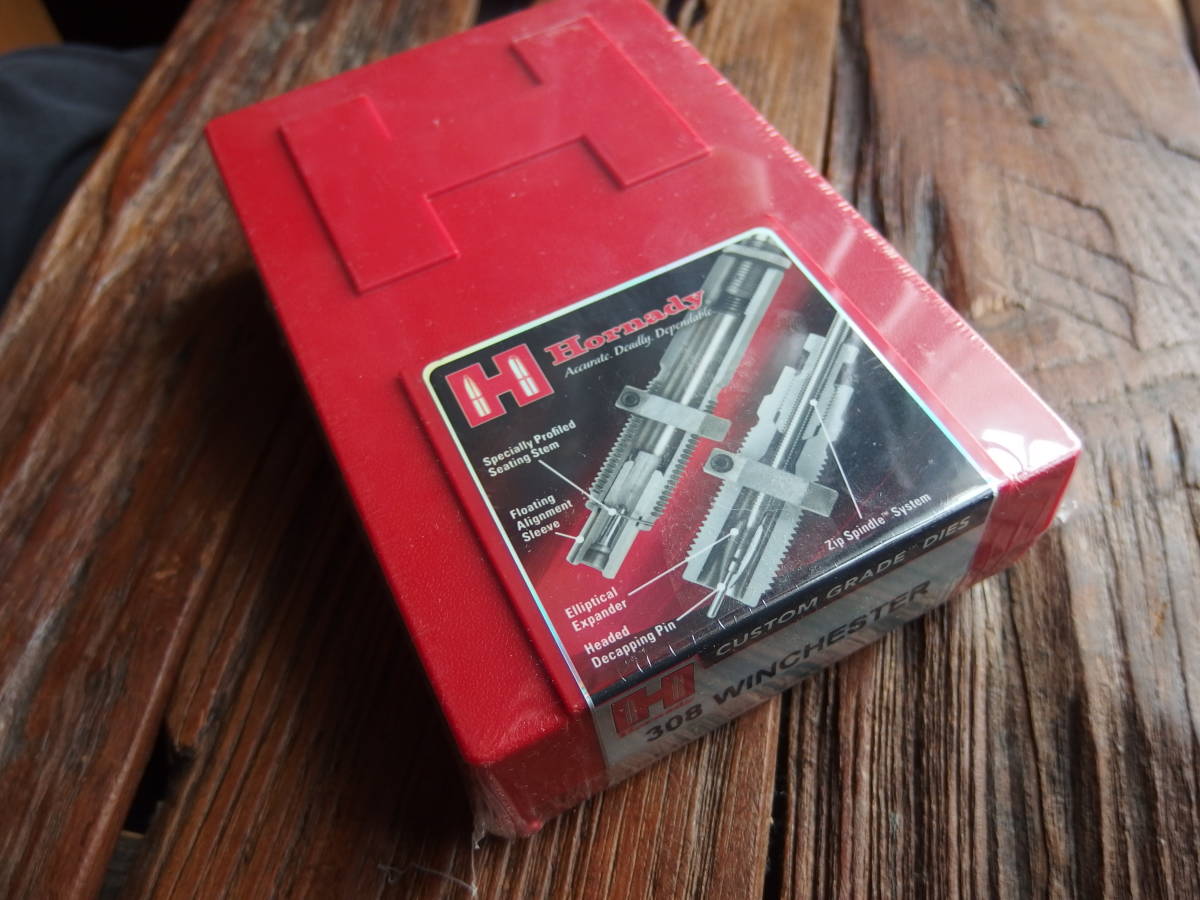 H Hornady
Accurate. Deadly. Dependable.
Specially Profiled
Seating Stem
Floating
Alignment
Sleeve
Zip Spindle™ System
Elliptical
Expander
Headed
Decapping Pin
CUSTOM GRADE™ DIES
H
308 WINCHESTER